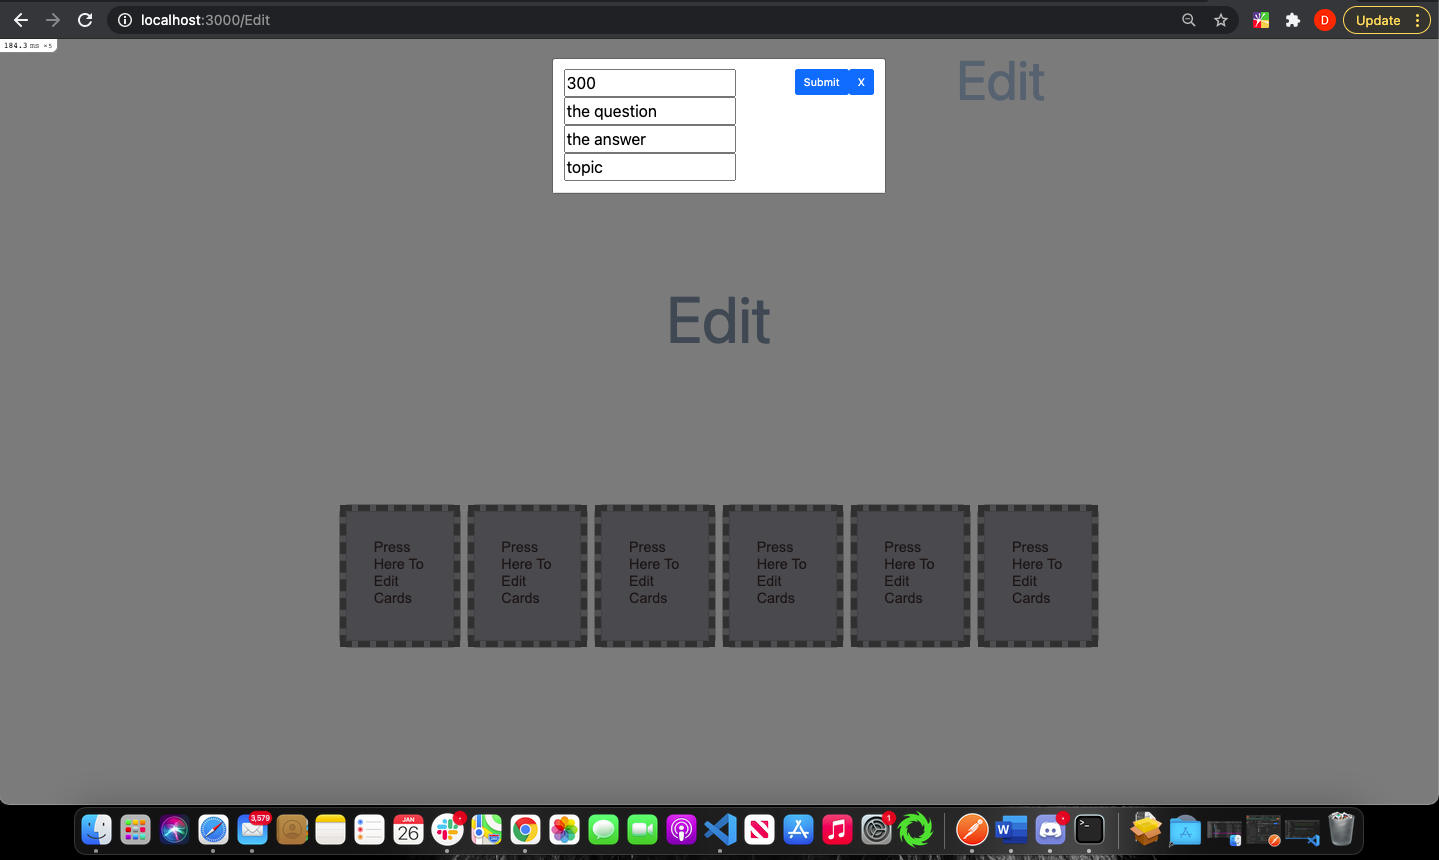 localhost:3000/Edit
D
Update
184.3 ms ×5
300
Submit
X
Edit
the question
the answer
topic
Edit
Press
Here To
Edit
Cards
Press
Here To
Edit
Cards
Press
Here To
Edit
Cards
Press
Here To
Edit
Cards
Press
Here To
Edit
Cards
Press
Here To
Edit
Cards
3,579
JAN
26
1
W